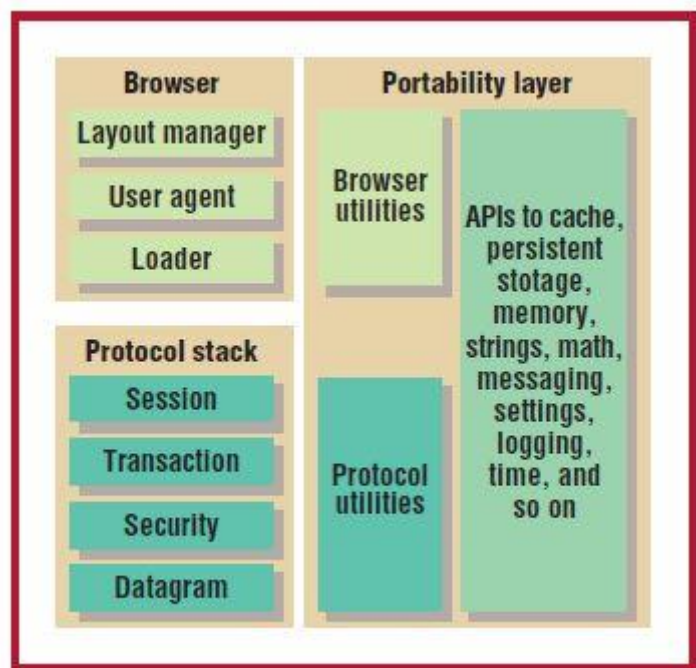 Browser
Layout manager
User agent
Loader
Protocol stack
Session
Transaction
Security
Datagram
Portability layer
Browser
utilities
Protocol
utilities
APIs to cache,
persistent
stotage,
memory,
strings, math,
messaging,
settings,
logging,
time, and
so on